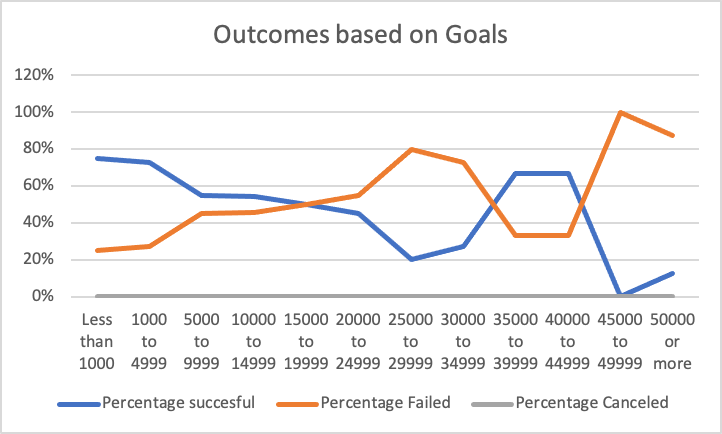 Outcomes based on Goals
120%
100%
80%
60%
40%
20%
0%
Less than 1000
1000 to 4999
5000 to 9999
10000 to 14999
15000 to 19999
20000 to 24999
25000 to 29999
30000 to 34999
35000 to 39999
40000 to 44999
45000 to 49999
50000 or more
Percentage succesful Percentage Failed Percentage Canceled